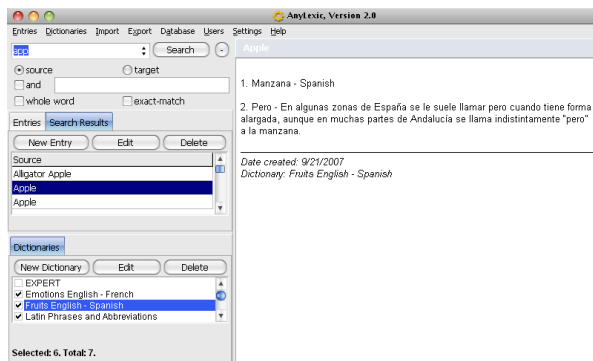 AnyLexic, Version 2.0
Entries Dictionaries Import Export Database Users Settings Help
app
Search
(-)
source target
and
whole word exact-match
Entries Search Results
New Entry Edit Delete
Source
Alligator Apple
Apple
Apple
Dictionaries
New Dictionary Edit Delete
EXPERT
Emotions English - French
Fruits English - Spanish
Latin Phrases and Abbreviations
Selected: 6. Total: 7.
Apple
1. Manzana - Spanish
2. Pero - En algunas zonas de España se le suele llamar pero cuando tiene forma
alargada, aunque en muchas partes de Andalucía se llama indistintamente "pero"
a la manzana.
Date created: 9/21/2007
Dictionary: Fruits English - Spanish